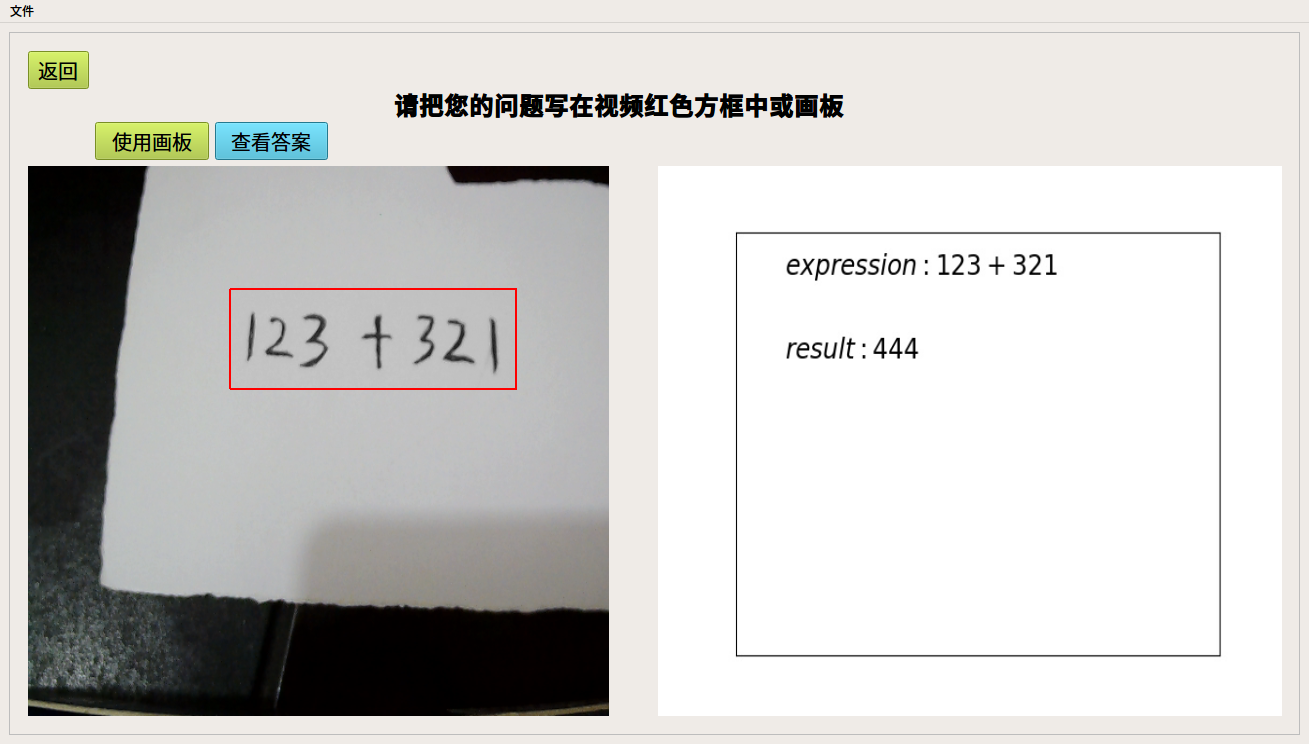 文件
返回
请把您的问题写在视频红色方框中或画板
使用画板 查看答案
123 + 321
expression : 123 + 321
result : 444